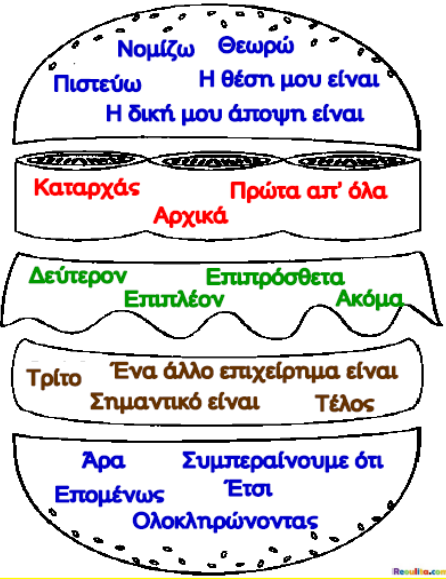 Νομίζω Θεωρώ
Πιστεύω Η θέση μου είναι
Η δική μου άποψη είναι
Καταρχάς Πρώτα απ' όλα
Αρχικά
Δεύτερον Επιπρόσθετα
Επιπλέον Ακόμα
Τρίτο Ένα άλλο επιχείρημα είναι
Σημαντικό είναι Τέλος
Άρα Συμπεραίνουμε ότι
Επομένως Έτσι
Ολοκληρώνοντας